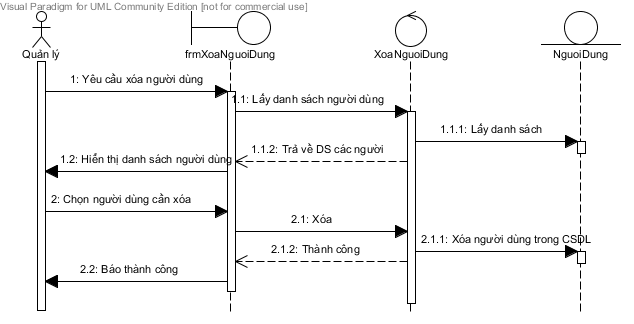 Visual Paradigm for UML Community Edition [not for commercial use]
Quản lý
frmXoaNguoiDung
XoaNguoiDung
NguoiDung
1: Yêu cầu xóa người dùng
1.1: Lấy danh sách người dùng
1.1.1: Lấy danh sách
1.1.2: Trả về DS các người
1.2: Hiển thị danh sách người dùng
2: Chọn người dùng cần xóa
2.1: Xóa
2.1.1: Xóa người dùng trong CSDL
2.1.2: Thành công
2.2: Báo thành công